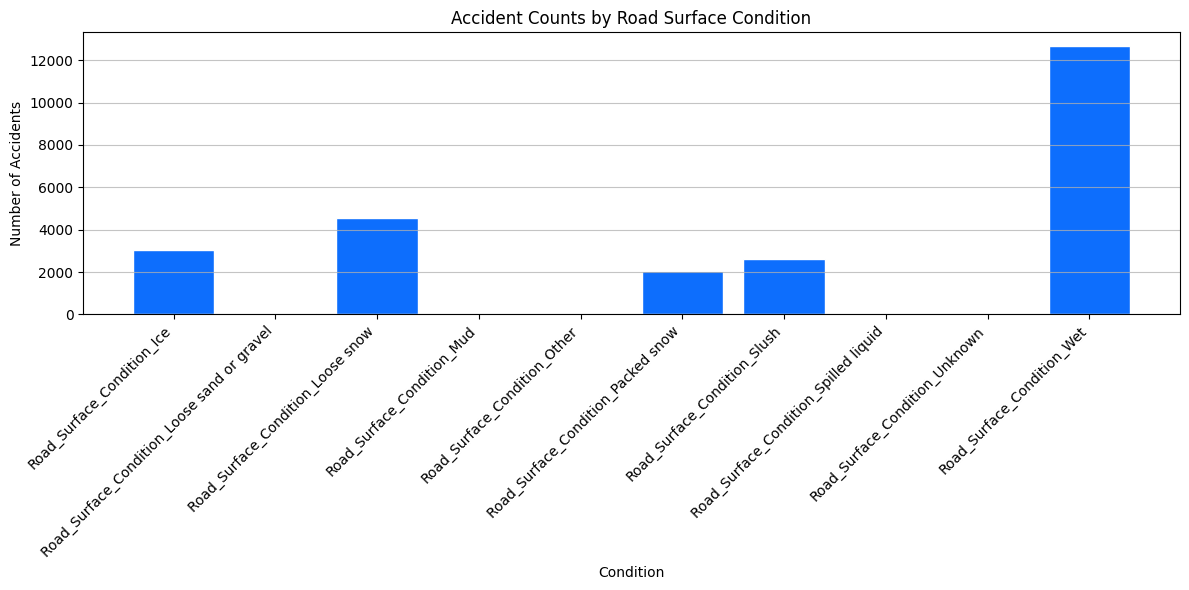 Accident Counts by Road Surface Condition
Number of Accidents
12000
10000
8000
6000
4000
2000
0
Road_Surface_Condition_Ice
Road_Surface_Condition_Loose sand or gravel
Road_Surface_Condition_Loose snow
Road_Surface_Condition_Mud
Road_Surface_Condition_Other
Road_Surface_Condition_Packed snow
Road_Surface_Condition_Slush
Road_Surface_Condition_Spilled liquid
Road_Surface_Condition_Unknown
Road_Surface_Condition_Wet
Condition